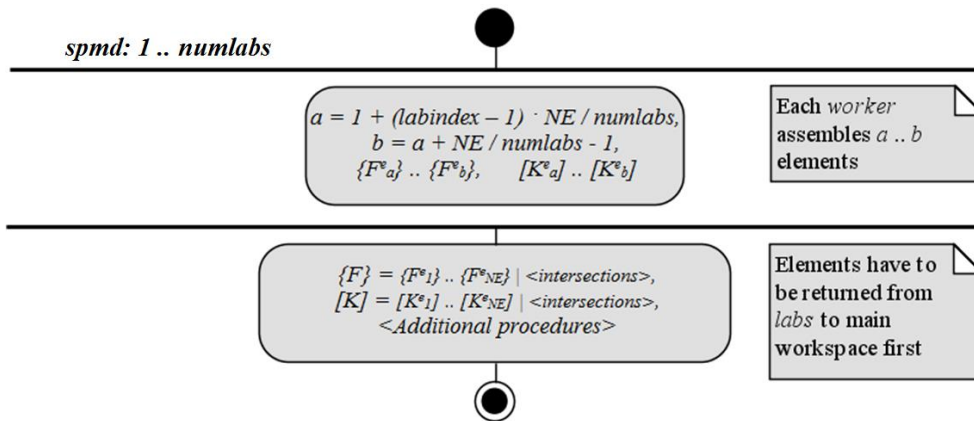 spmd: 1 .. numlabs
a = 1 + (labindex – 1) · NE / numlabs,
b = a + NE / numlabs - 1,
{Fᵉa} .. {Fᵉb},  [Kᵉa] .. [Kᵉb]
Each worker
assembles a .. b
elements
{F} = {Fᵉ1} .. {FᵉNE} | <intersections>,
[K] = [Kᵉ1] .. [KᵉNE] | <intersections>,
<Additional procedures>
Elements have to
be returned from
labs to main
workspace first